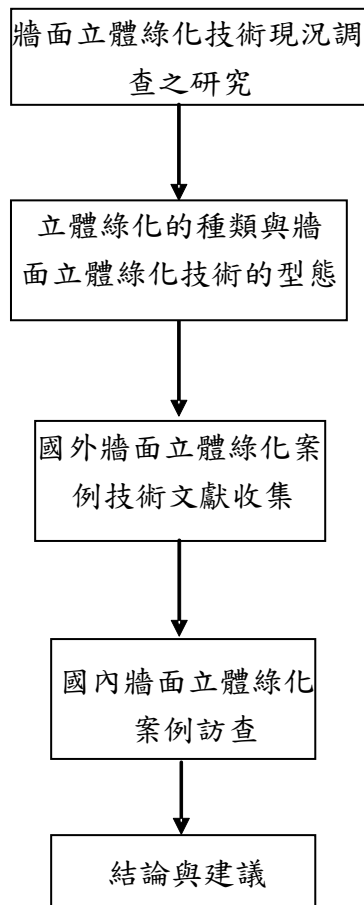 牆面立體綠化技術現況調
查之研究
立體綠化的種類與牆
面立體綠化技術的型態
國外牆面立體綠化案
例技術文獻收集
國內牆面立體綠化
案例訪查
結論與建議